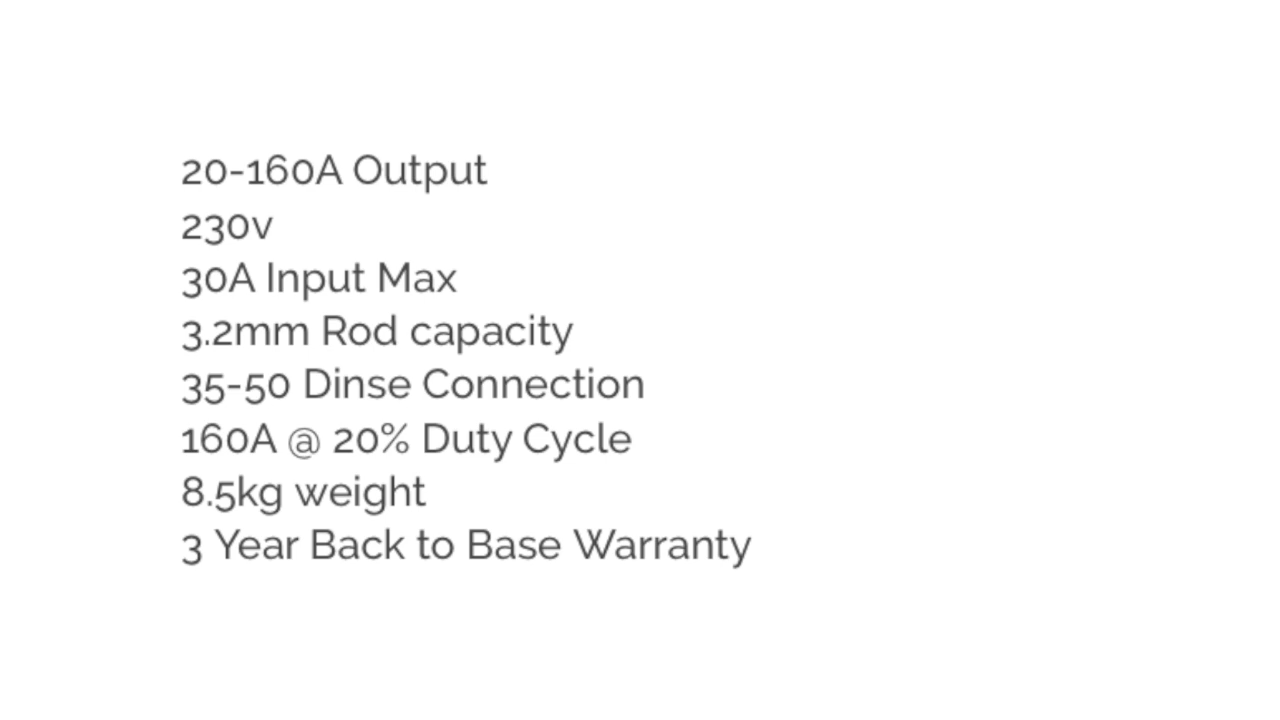 20-160A Output
230v
30A Input Max
3.2mm Rod capacity
35-50 Dinse Connection
160A @ 20% Duty Cycle
8.5kg weight
3 Year Back to Base Warranty